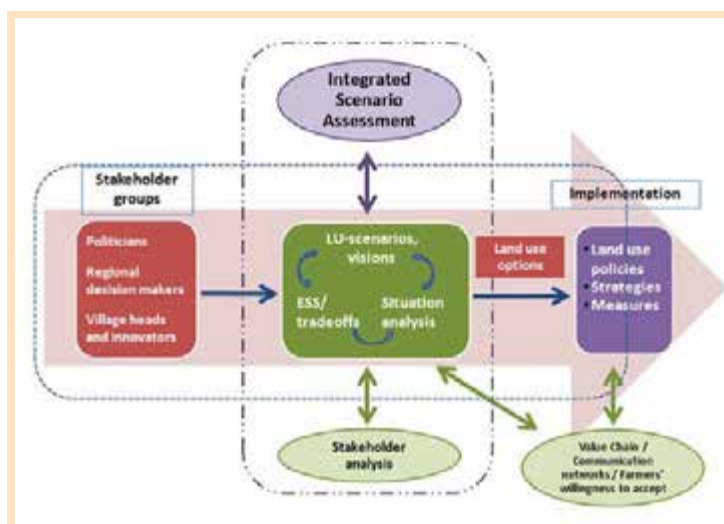 Integrated
Scenario
Assessment
Stakeholder
groups
Implementation
Politicians
Regional
decision makers
Village heads
and innovators
LU-scenarios,
visions
ESS/
tradeoffs
Situation
analysis
Land use
options
• Land use
policies
• Strategies
• Measures
Stakeholder
analysis
Value Chain /
Communication
networks / Farmers'
willingness to accept